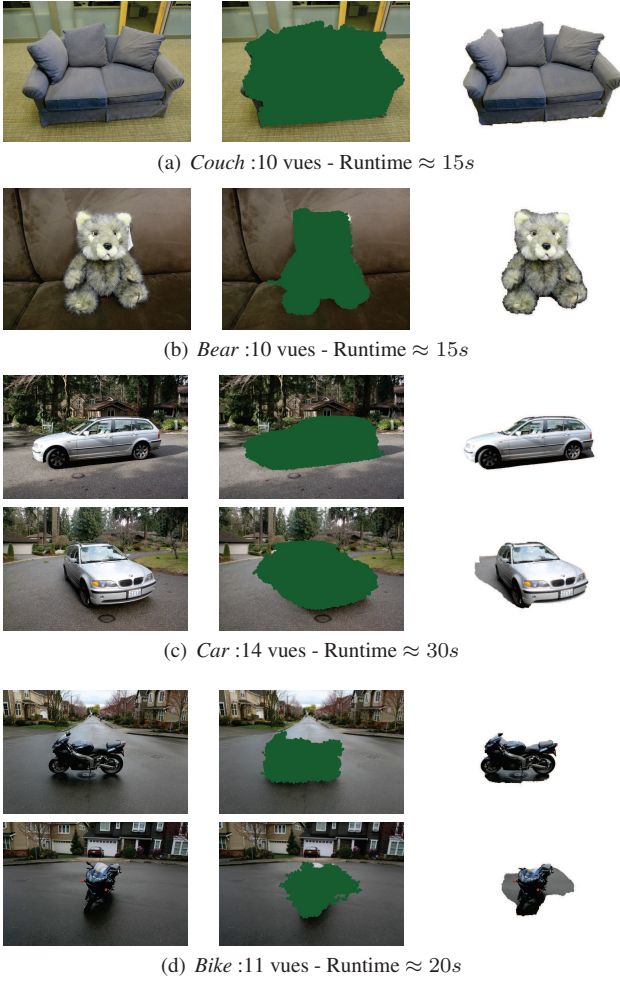 (a) Couch :10 vues - Runtime ≈ 15s
(b) Bear :10 vues - Runtime ≈ 15s
(c) Car :14 vues - Runtime ≈ 30s
(d) Bike :11 vues - Runtime ≈ 20s